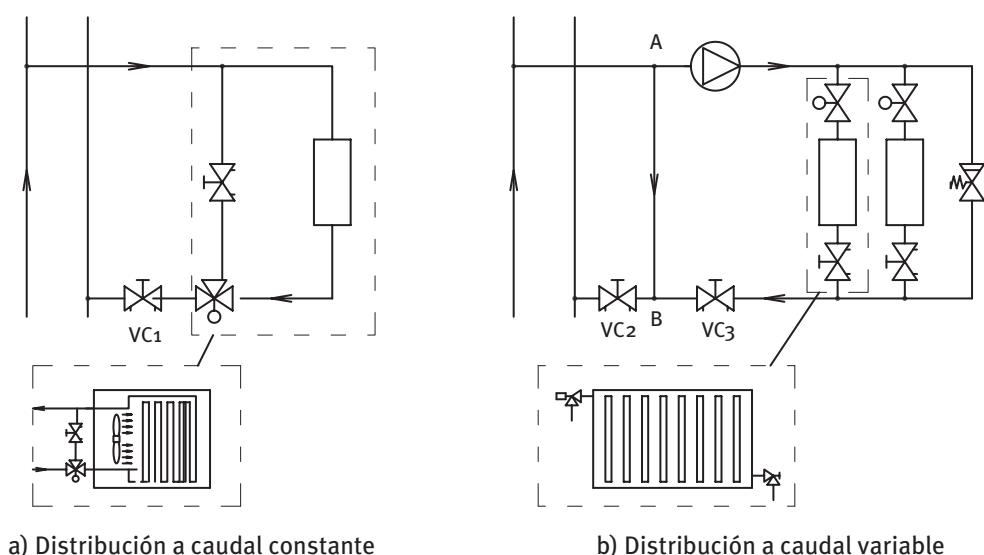 A
VC1
VC2
B
VC3
a) Distribución a caudal constante
b) Distribución a caudal variable